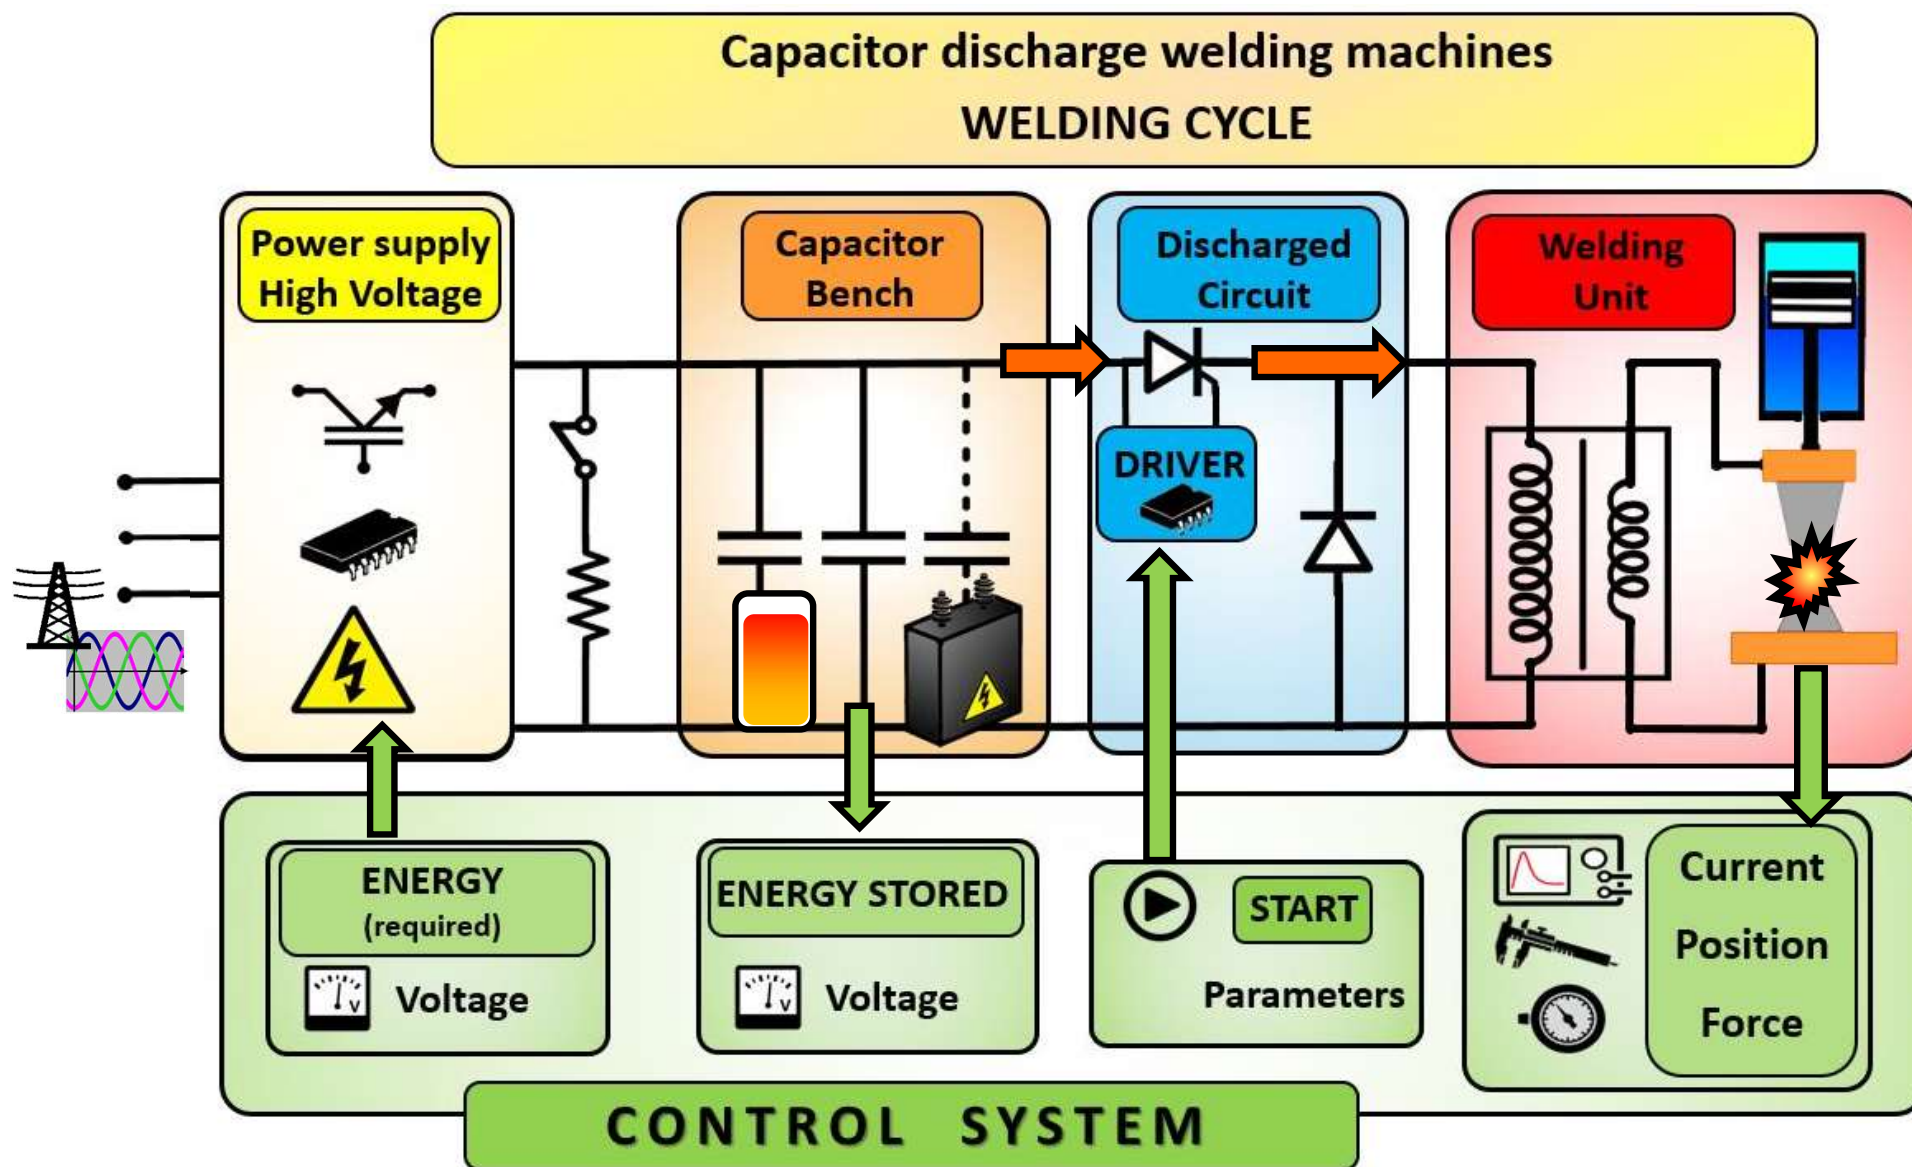 Capacitor discharge welding machines
WELDING CYCLE
Power supply
High Voltage
Capacitor
Bench
Discharged
Circuit
Welding
Unit
DRIVER
ENERGY
(required)
V
Voltage
ENERGY STORED
V
Voltage
START
Parameters
Current
Position
Force
CONTROL SYSTEM